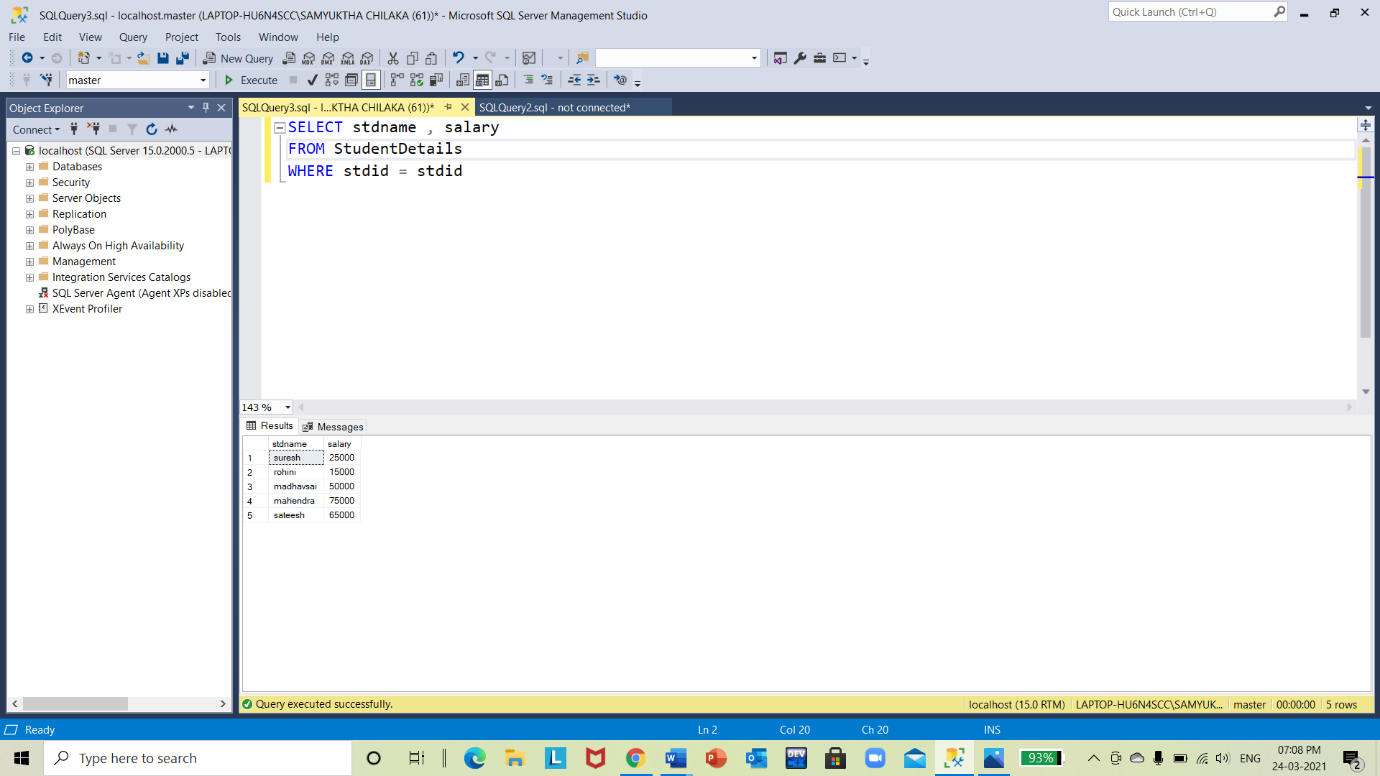 SQLQuery3.sql - localhost.master (LAPTOP-HU6N4SCC\SAMYUKTHA CHILAKA (61))* - Microsoft SQL Server Management Studio
Quick Launch (Ctrl+Q)
File Edit View Query Project Tools Window Help
New Query
master Execute
Object Explorer
SQLQuery3.sql - l...KTHA CHILAKA (61))* SQLQuery2.sql - not connected*
Connect
localhost (SQL Server 15.0.2000.5 - LAPT
Databases
Security
Server Objects
Replication
PolyBase
Always On High Availability
Management
Integration Services Catalogs
SQL Server Agent (Agent XPs disabled
XEvent Profiler
SELECT stdname , salary
FROM StudentDetails
WHERE stdid = stdid
143 %
Results Messages
stdname salary
1 suresh 25000
2 rohini 15000
3 madhavsai 50000
4 mahendra 75000
5 sateesh 65000
Query executed successfully. localhost (15.0 RTM) LAPTOP-HU6N4SCC\SAMYUK... master 00:00:00 5 rows
Ready Ln 2 Col 20 Ch 20 INS
Type here to search
93% ENG 07:08 PM
24-03-2021 2